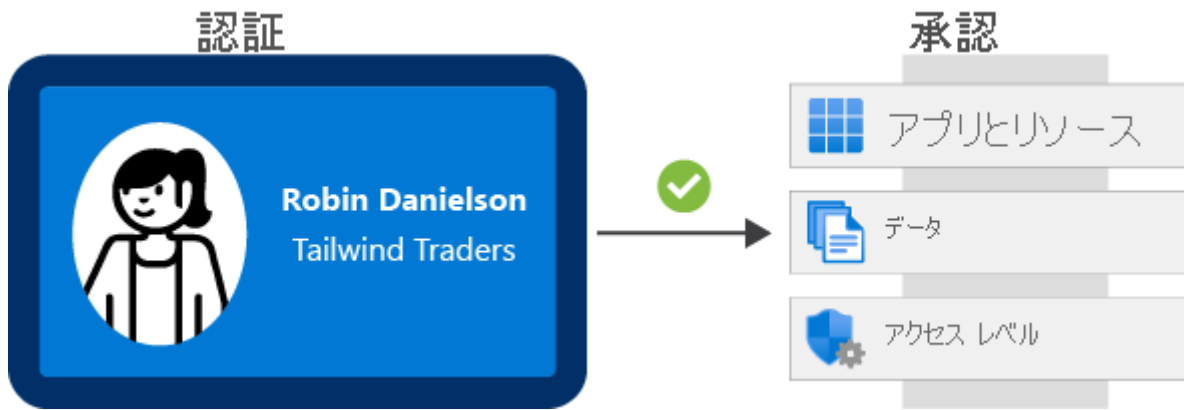 認証
Robin Danielson
Tailwind Traders
承認
アプリとリソース
データ
アクセス レベル